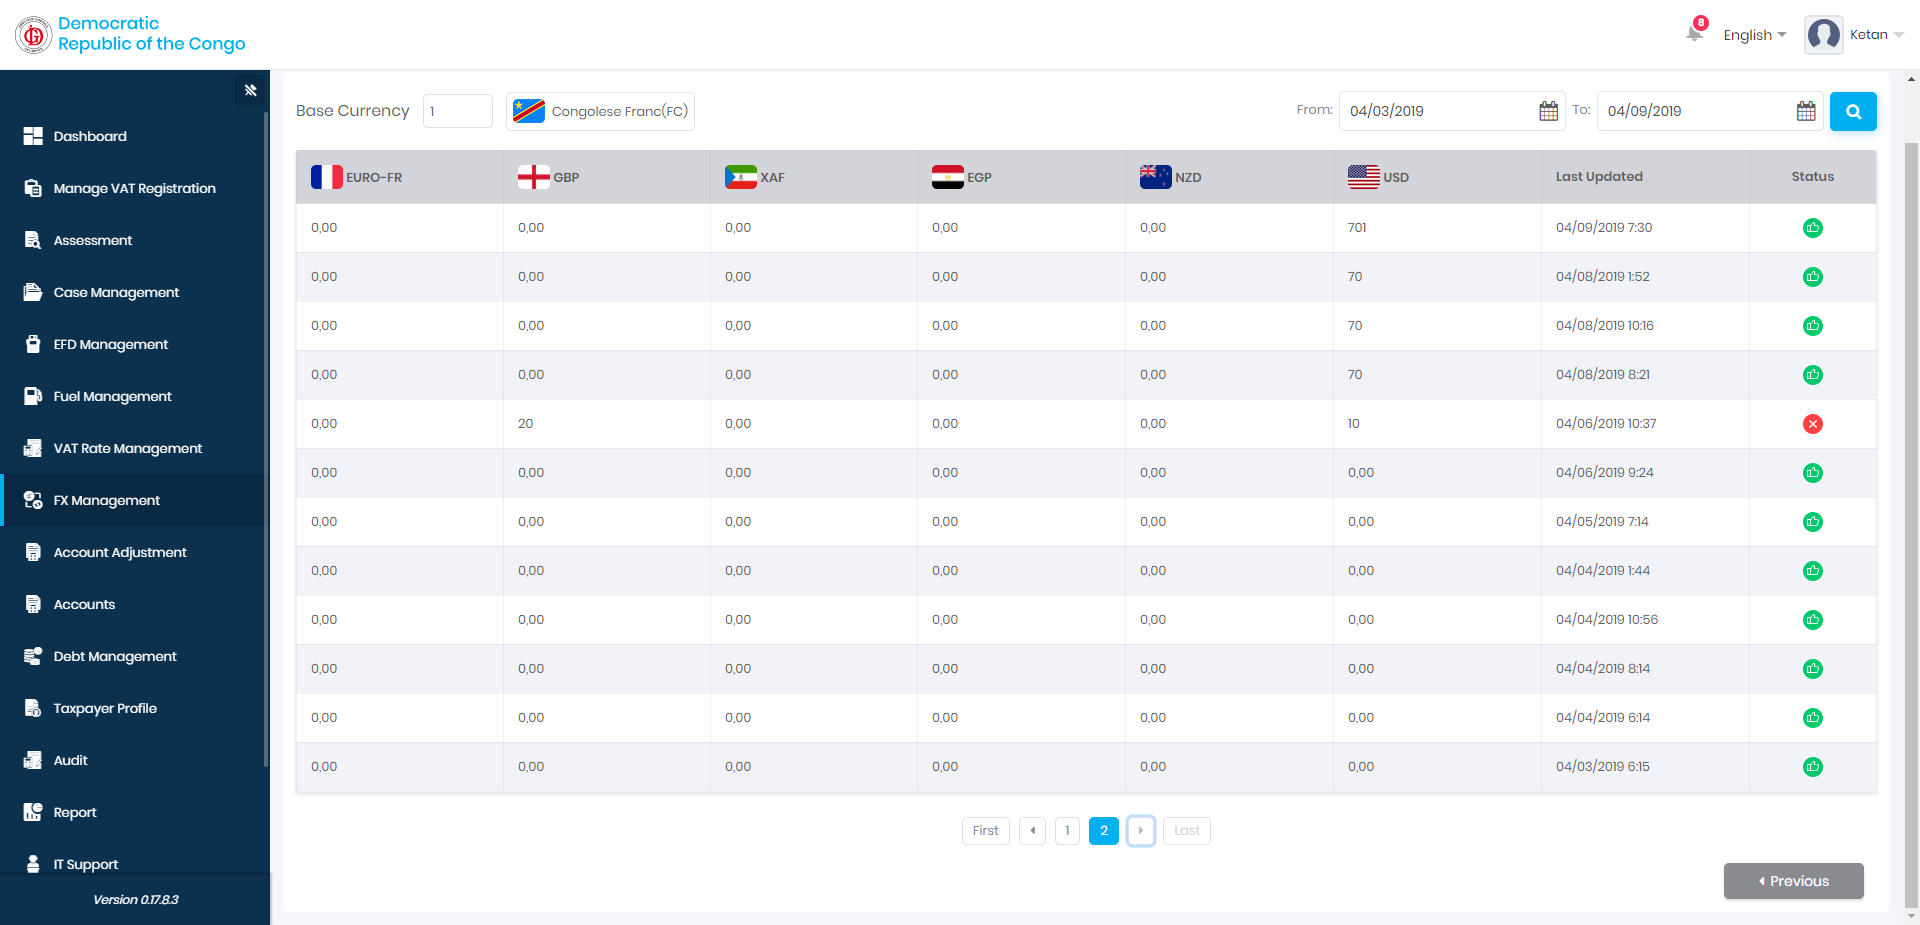 Democratic
Republic of the Congo
8
English
Ketan
Dashboard
Manage VAT Registration
Assessment
Case Management
EFD Management
Fuel Management
VAT Rate Management
FX Management
Account Adjustment
Accounts
Debt Management
Taxpayer Profile
Audit
Report
IT Support
Version 0.17.8.3
Base Currency 1 Congolese Franc(FC) From: 04/03/2019 To: 04/09/2019
EURO-FR GBP XAF EGP NZD USD Last Updated Status
0,00 0,00 0,00 0,00 0,00 701 04/09/2019 7:30
0,00 0,00 0,00 0,00 0,00 70 04/08/2019 1:52
0,00 0,00 0,00 0,00 0,00 70 04/08/2019 10:16
0,00 0,00 0,00 0,00 0,00 70 04/08/2019 8:21
0,00 20 0,00 0,00 0,00 10 04/06/2019 10:37
0,00 0,00 0,00 0,00 0,00 0,00 04/06/2019 9:24
0,00 0,00 0,00 0,00 0,00 0,00 04/05/2019 7:14
0,00 0,00 0,00 0,00 0,00 0,00 04/04/2019 1:44
0,00 0,00 0,00 0,00 0,00 0,00 04/04/2019 10:56
0,00 0,00 0,00 0,00 0,00 0,00 04/04/2019 8:14
0,00 0,00 0,00 0,00 0,00 0,00 04/04/2019 6:14
0,00 0,00 0,00 0,00 0,00 0,00 04/03/2019 6:15
First 1 2 Last
Previous